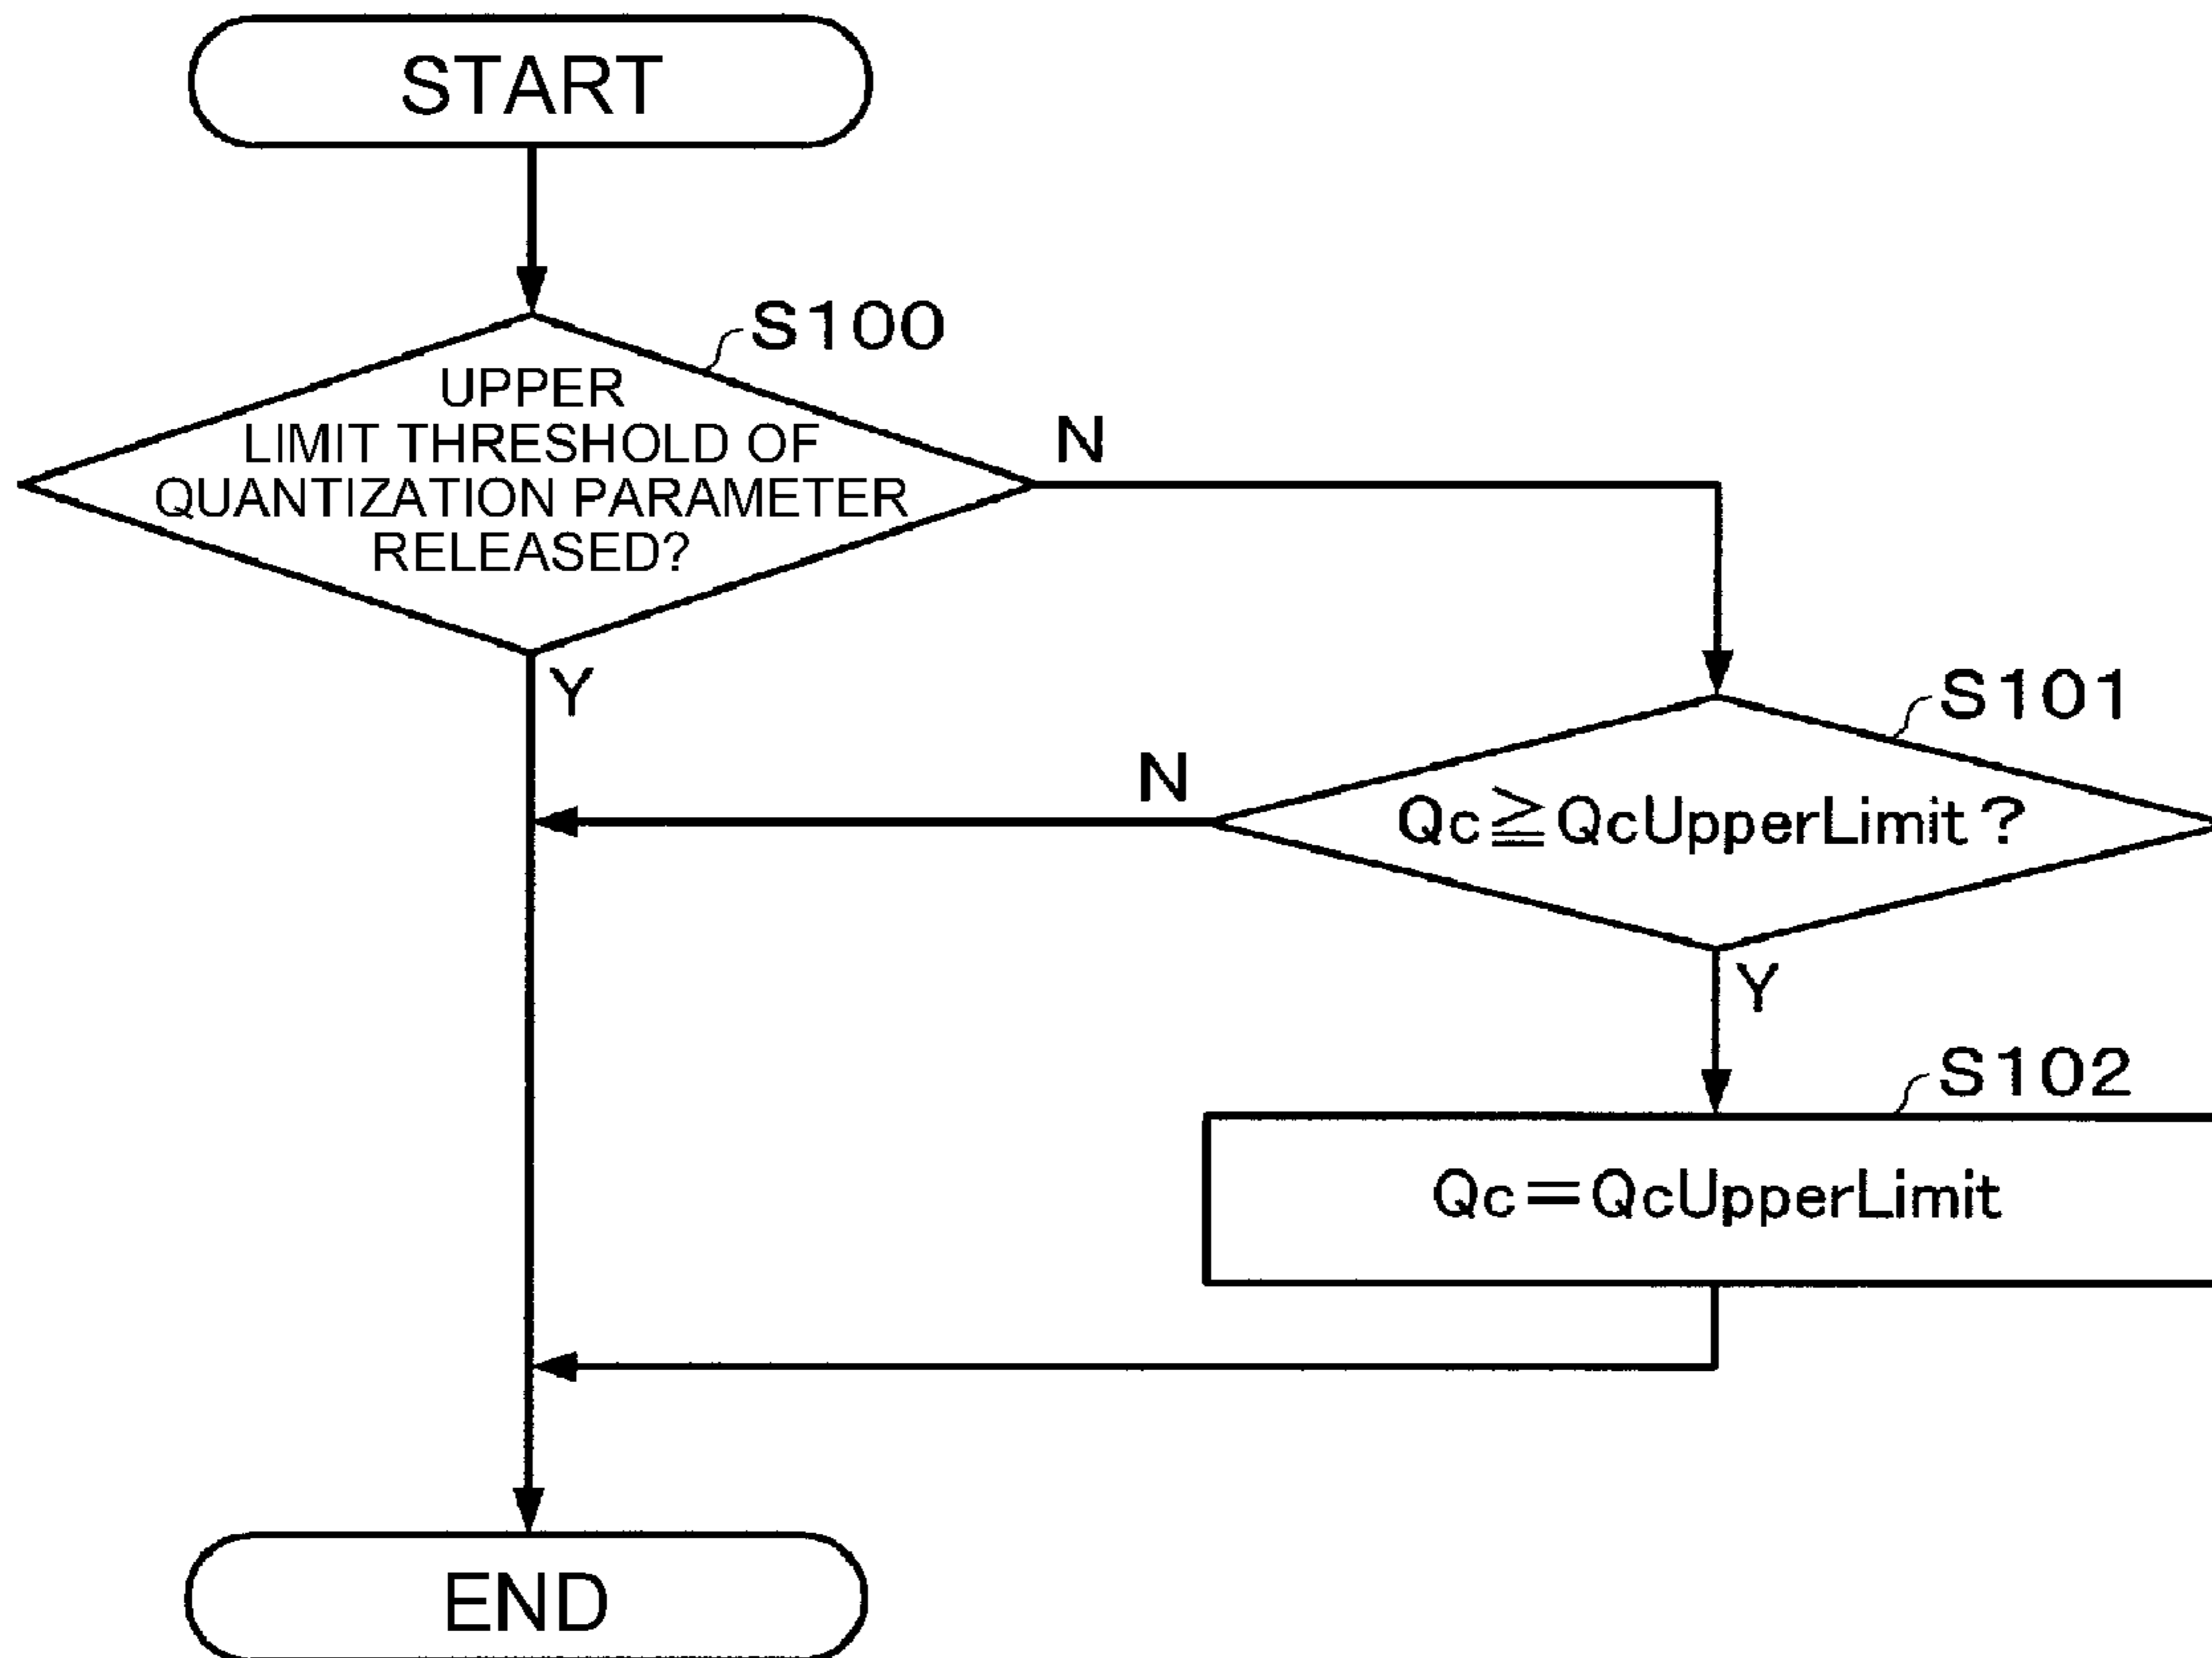 START
S100
UPPER
LIMIT THRESHOLD OF
QUANTIZATION PARAMETER
RELEASED?
N
Y
S101
N
Qc≧QcUpperLimit?
Y
S102
Qc=QcUpperLimit
END